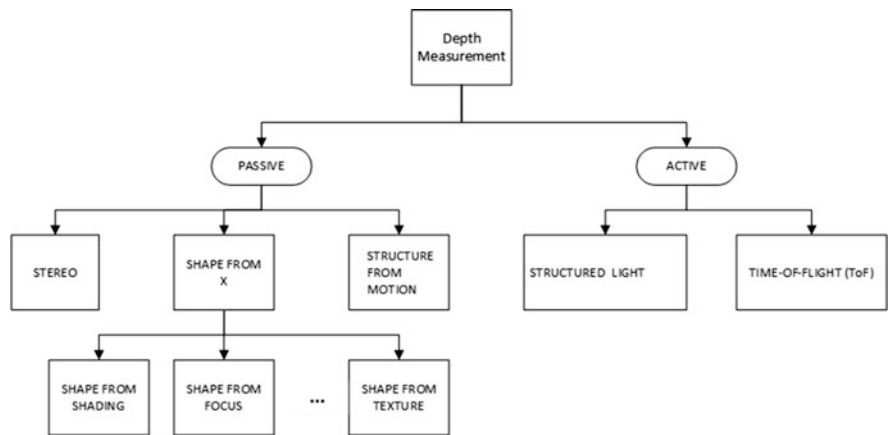 Depth
Measurement
PASSIVE
ACTIVE
STEREO
SHAPE FROM
X
STRUCTURE
FROM
MOTION
STRUCTURED LIGHT
TIME-OF-FLIGHT (ToF)
SHAPE FROM
SHADING
SHAPE FROM
FOCUS
...
SHAPE FROM
TEXTURE